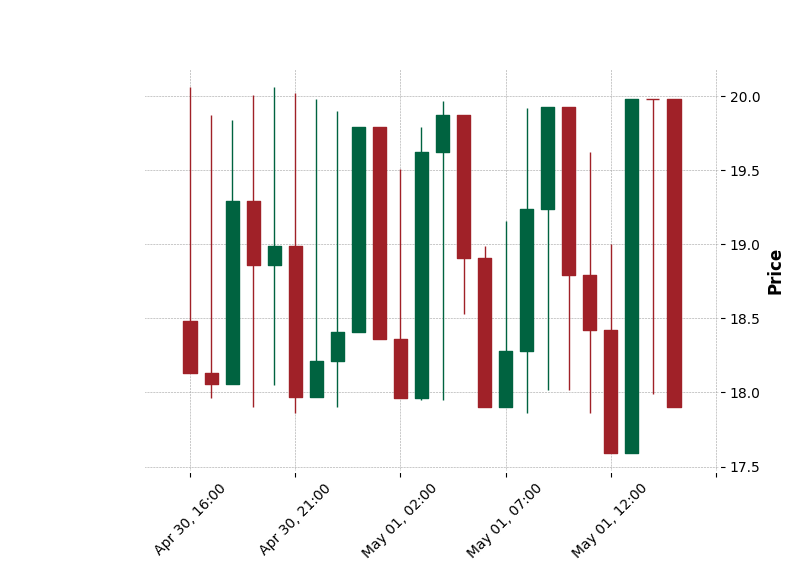 20.0
19.5
19.0
18.5
18.0
17.5
Price
Apr 30, 16:00
Apr 30, 21:00
May 01, 02:00
May 01, 07:00
May 01, 12:00